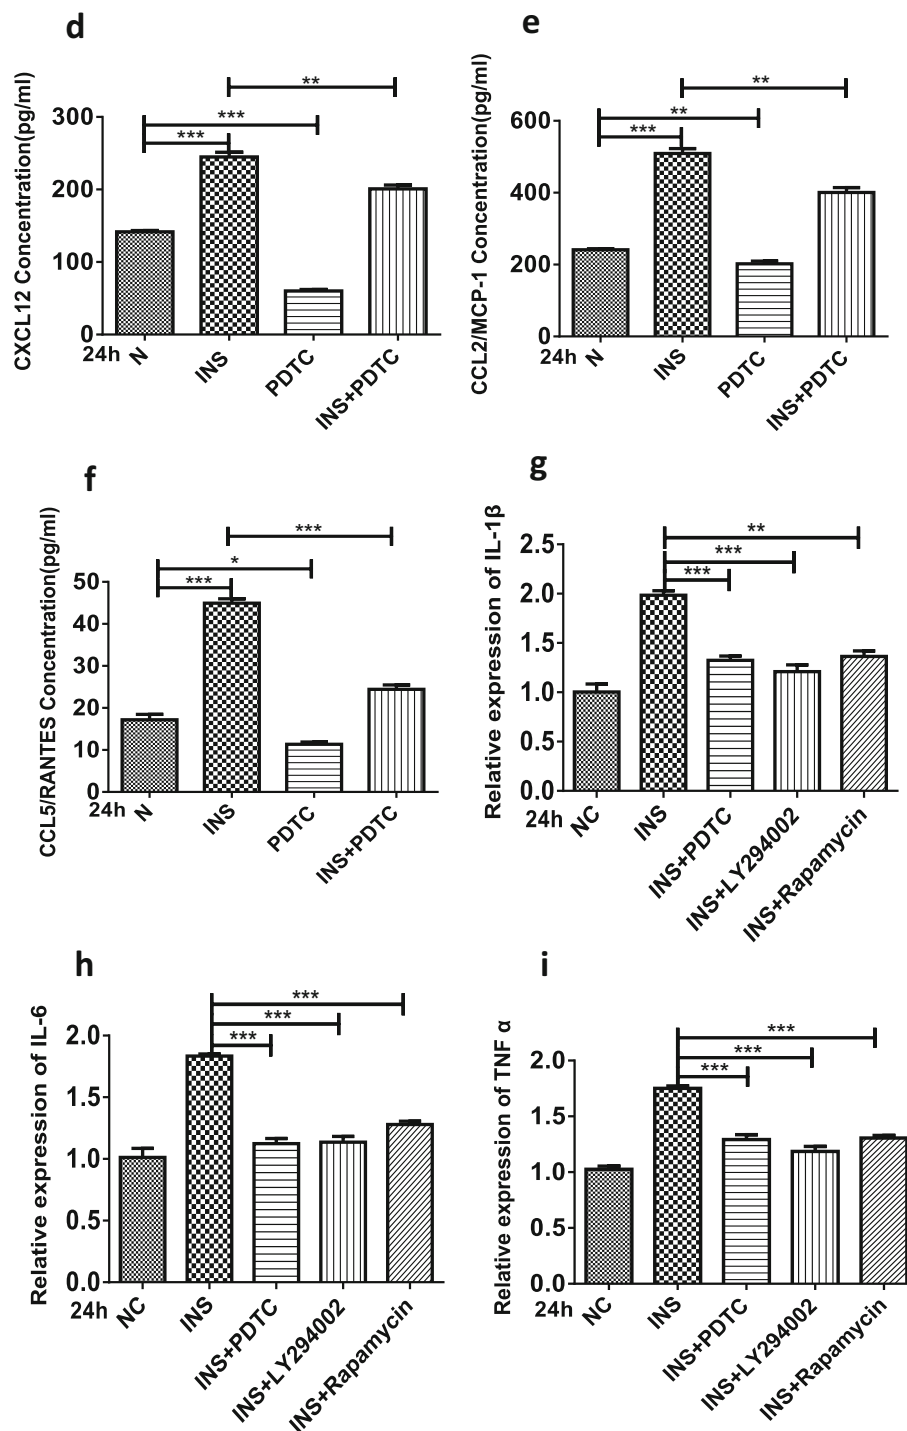 d
CXCL12 Concentration(pg/ml)
300
200
100
0
**
***
***
24h
N
INS
PDTC
INS+PDTC
e
CCL2/MCP-1 Concentration(pg/ml)
600
400
200
0
**
**
***
N
INS
PDTC
INS+PDTC
f
CCL5/RANTES Concentration(pg/ml)
50
40
30
20
10
0
***
*
***
24h
N
INS
PDTC
INS+PDTC
g
Relative expression of IL-1β
2.5
2.0
1.5
1.0
0.5
0.0
**
***
***
24h
NC
INS
INS+PDTC
INS+LY294002
INS+Rapamycin
h
Relative expression of IL-6
2.0
1.5
1.0
0.5
0.0
***
***
***
24h
NC
INS
INS+PDTC
INS+LY294002
INS+Rapamycin
i
Relative expression of TNF α
2.0
1.5
1.0
0.5
0.0
***
***
***
24h
NC
INS
INS+PDTC
INS+LY294002
INS+Rapamycin